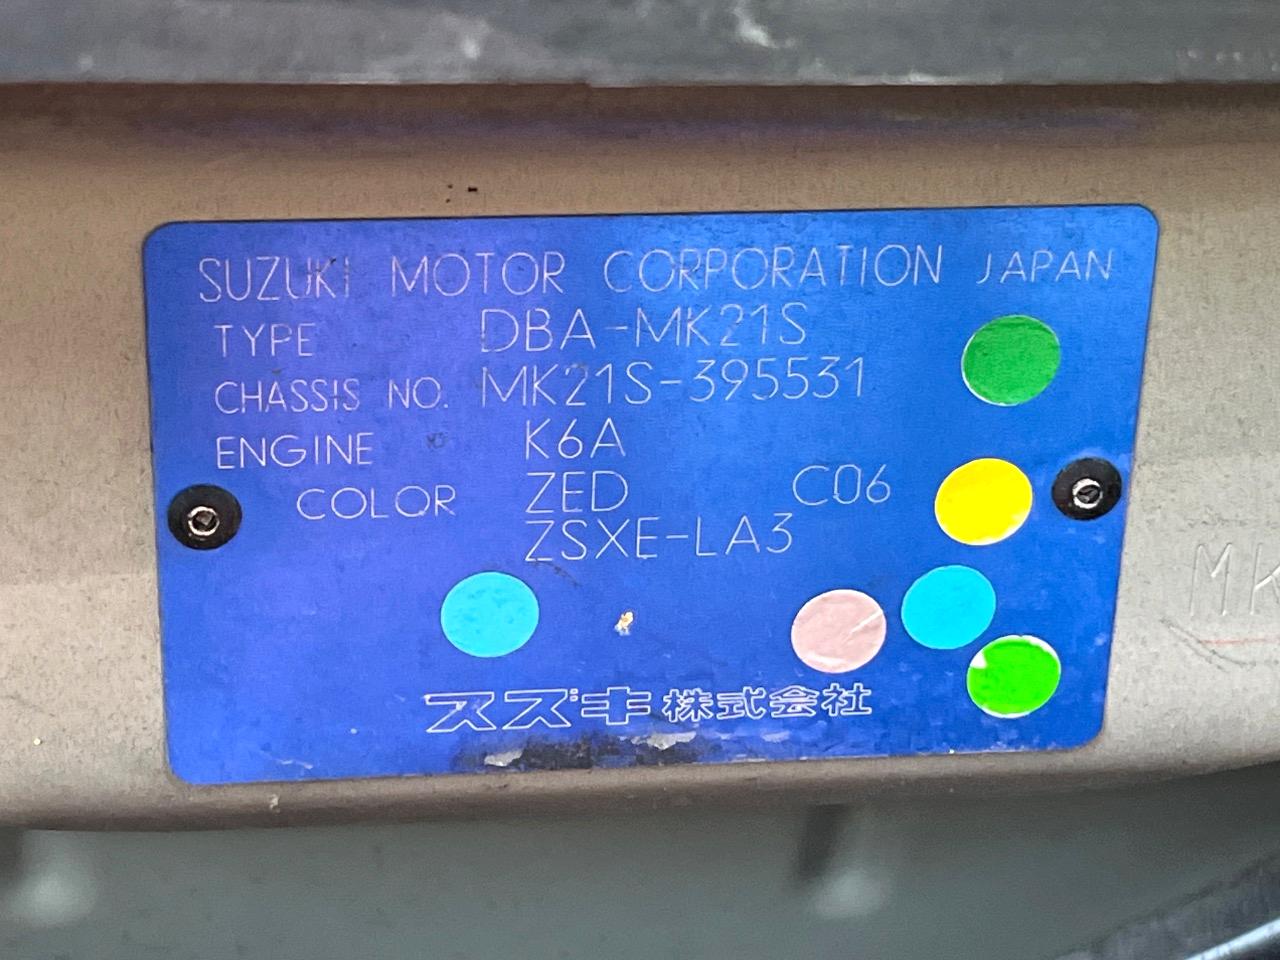 SUZUKI MOTOR CORPORATION JAPAN
TYPE DBA-MK21S
CHASSIS NO. MK21S-395531
ENGINE K6A
COLOR ZED C06
ZSXE-LA3
スズキ株式会社
MK